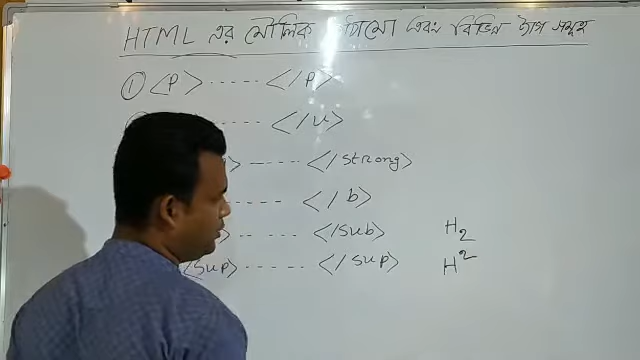 HTML এর মৌলিক এবং বিভিন্ন ট্যাগ সমূহ
① <p> ..... </p>
</u>
> ---- </strong>
---- </b>
> ---- </sub> H₂
<sup> ------ </sup> H²